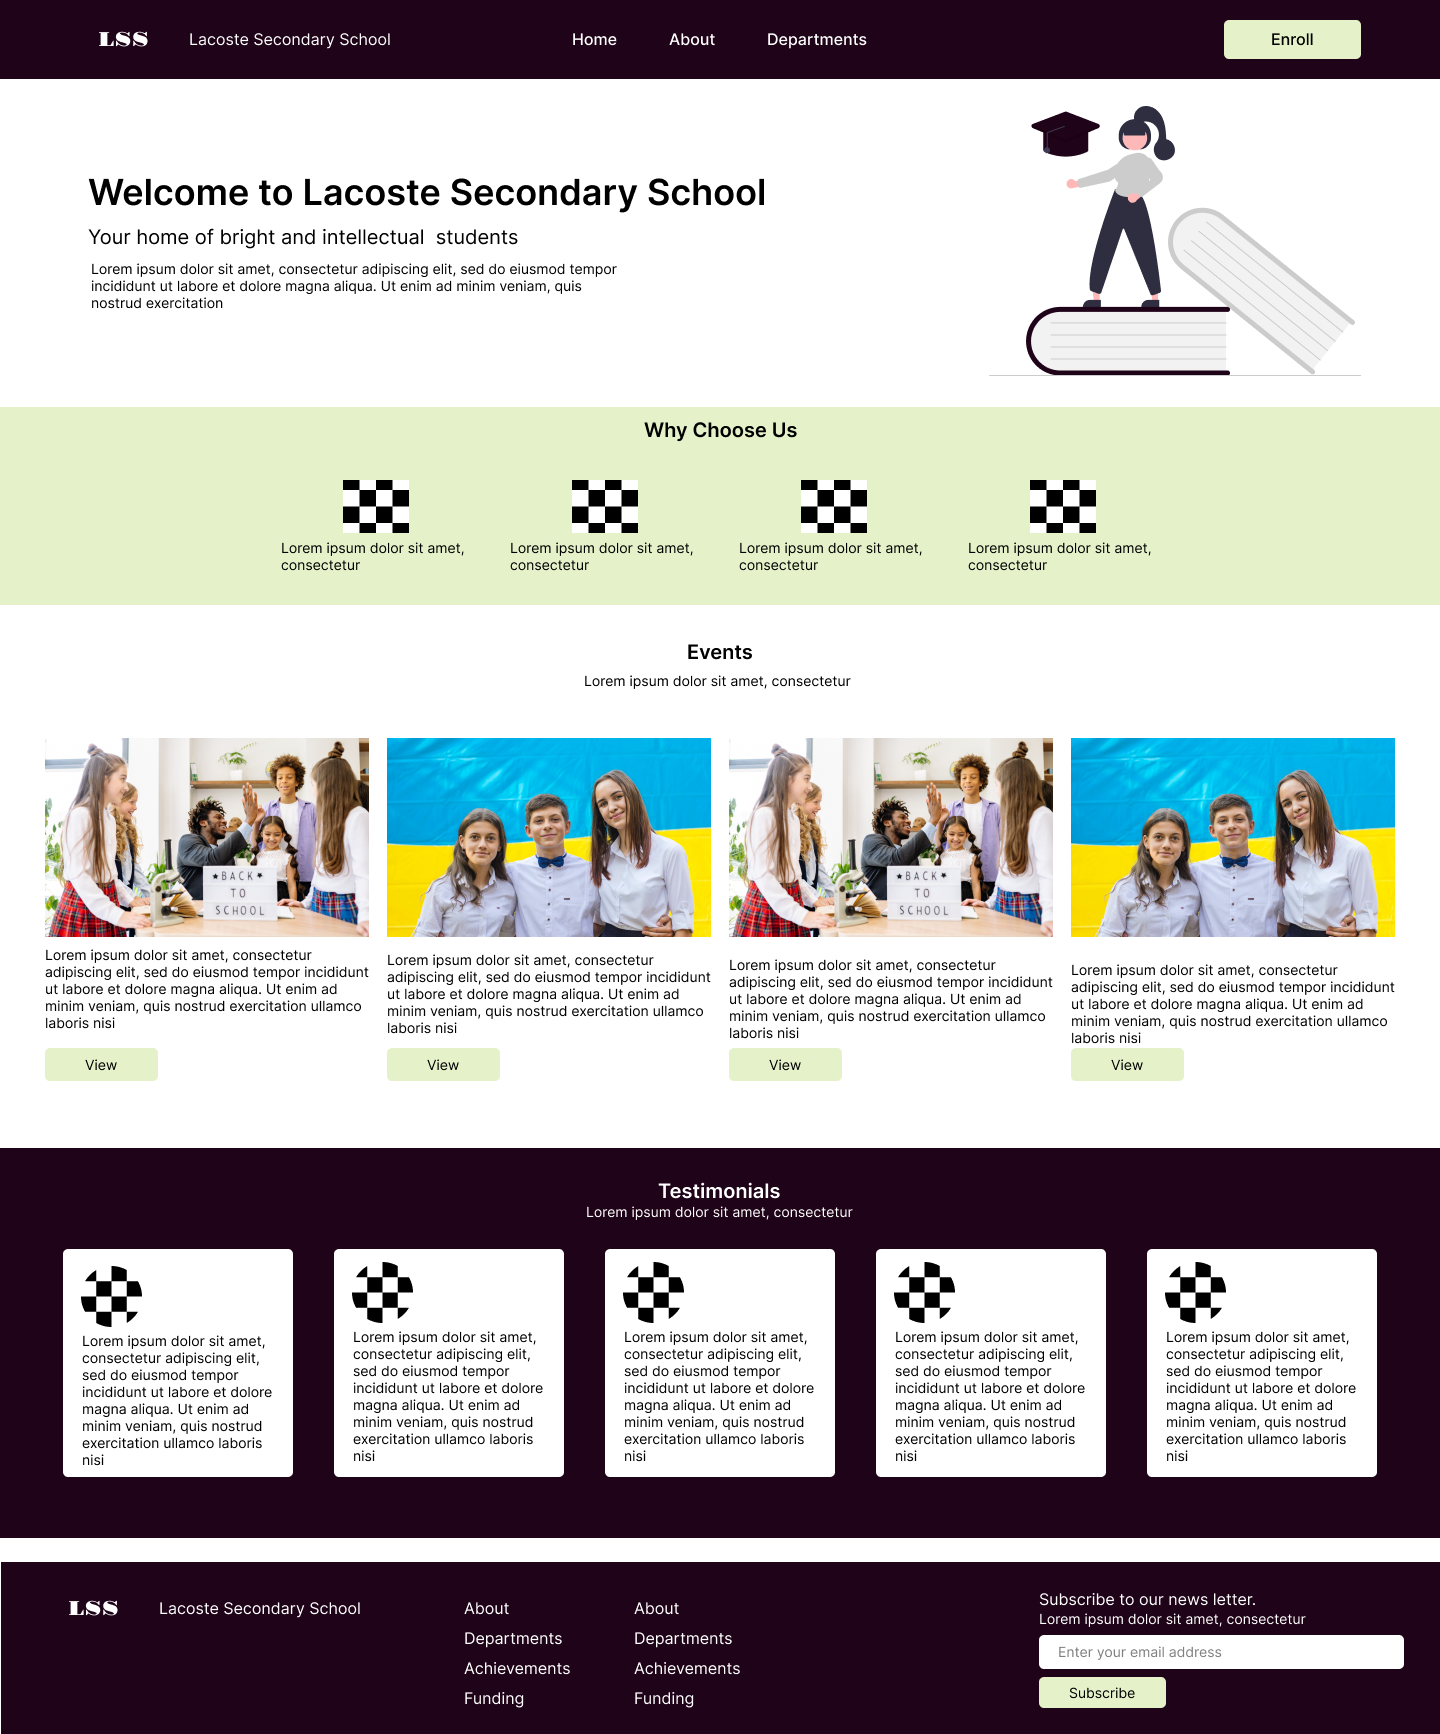 LSS
Lacoste Secondary School
Home
About
Departments
Enroll
Welcome to Lacoste Secondary School
Your home of bright and intellectual  students
Lorem ipsum dolor sit amet, consectetur adipiscing elit, sed do eiusmod tempor
incididunt ut labore et dolore magna aliqua. Ut enim ad minim veniam, quis
nostrud exercitation
Why Choose Us
Lorem ipsum dolor sit amet,
consectetur
Lorem ipsum dolor sit amet,
consectetur
Lorem ipsum dolor sit amet,
consectetur
Lorem ipsum dolor sit amet,
consectetur
Events
Lorem ipsum dolor sit amet, consectetur
BACK
TO
SCHOOL
Lorem ipsum dolor sit amet, consectetur
adipiscing elit, sed do eiusmod tempor incididunt
ut labore et dolore magna aliqua. Ut enim ad
minim veniam, quis nostrud exercitation ullamco
laboris nisi
View
Lorem ipsum dolor sit amet, consectetur
adipiscing elit, sed do eiusmod tempor incididunt
ut labore et dolore magna aliqua. Ut enim ad
minim veniam, quis nostrud exercitation ullamco
laboris nisi
View
BACK
TO
SCHOOL
Lorem ipsum dolor sit amet, consectetur
adipiscing elit, sed do eiusmod tempor incididunt
ut labore et dolore magna aliqua. Ut enim ad
minim veniam, quis nostrud exercitation ullamco
laboris nisi
View
Lorem ipsum dolor sit amet, consectetur
adipiscing elit, sed do eiusmod tempor incididunt
ut labore et dolore magna aliqua. Ut enim ad
minim veniam, quis nostrud exercitation ullamco
laboris nisi
View
Testimonials
Lorem ipsum dolor sit amet, consectetur
Lorem ipsum dolor sit amet,
consectetur adipiscing elit,
sed do eiusmod tempor
incididunt ut labore et dolore
magna aliqua. Ut enim ad
minim veniam, quis nostrud
exercitation ullamco laboris
nisi
Lorem ipsum dolor sit amet,
consectetur adipiscing elit,
sed do eiusmod tempor
incididunt ut labore et dolore
magna aliqua. Ut enim ad
minim veniam, quis nostrud
exercitation ullamco laboris
nisi
Lorem ipsum dolor sit amet,
consectetur adipiscing elit,
sed do eiusmod tempor
incididunt ut labore et dolore
magna aliqua. Ut enim ad
minim veniam, quis nostrud
exercitation ullamco laboris
nisi
Lorem ipsum dolor sit amet,
consectetur adipiscing elit,
sed do eiusmod tempor
incididunt ut labore et dolore
magna aliqua. Ut enim ad
minim veniam, quis nostrud
exercitation ullamco laboris
nisi
Lorem ipsum dolor sit amet,
consectetur adipiscing elit,
sed do eiusmod tempor
incididunt ut labore et dolore
magna aliqua. Ut enim ad
minim veniam, quis nostrud
exercitation ullamco laboris
nisi
LSS
Lacoste Secondary School
About
Departments
Achievements
Funding
About
Departments
Achievements
Funding
Subscribe to our news letter.
Lorem ipsum dolor sit amet, consectetur
Enter your email address
Subscribe